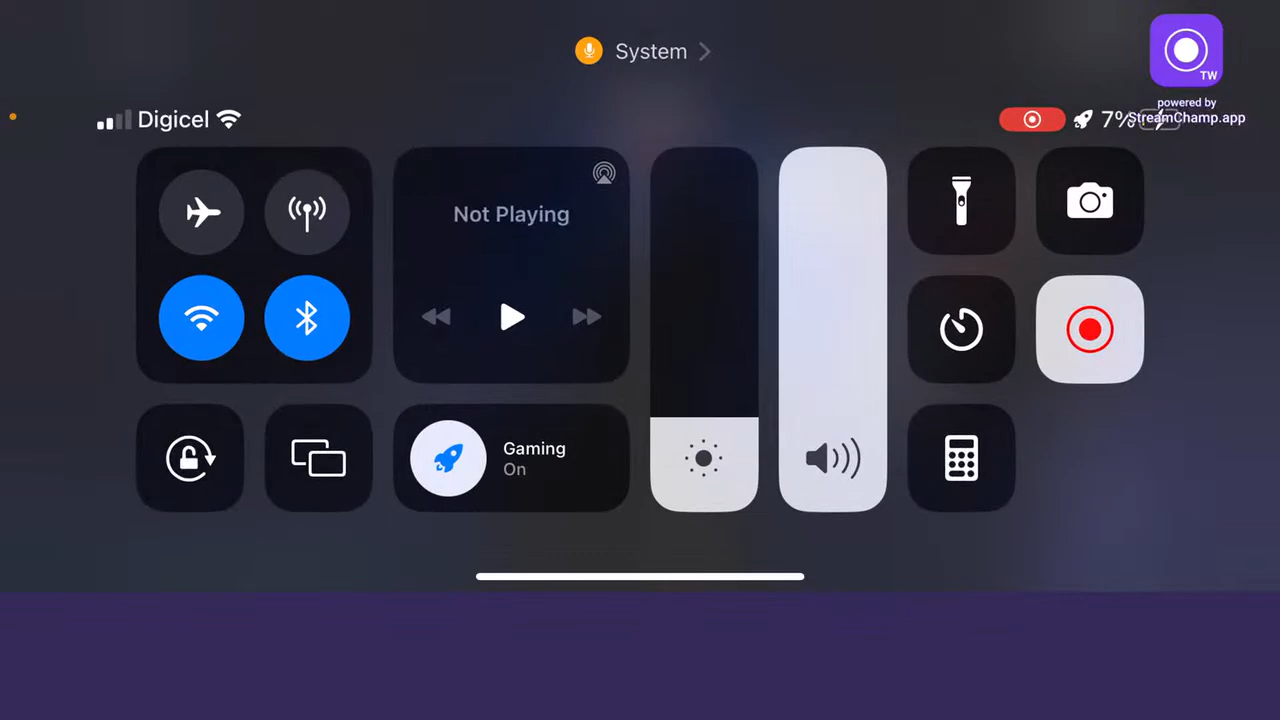 System
TW
powered by
StreamChamp.app
Digicel
7%
Not Playing
Gaming
On